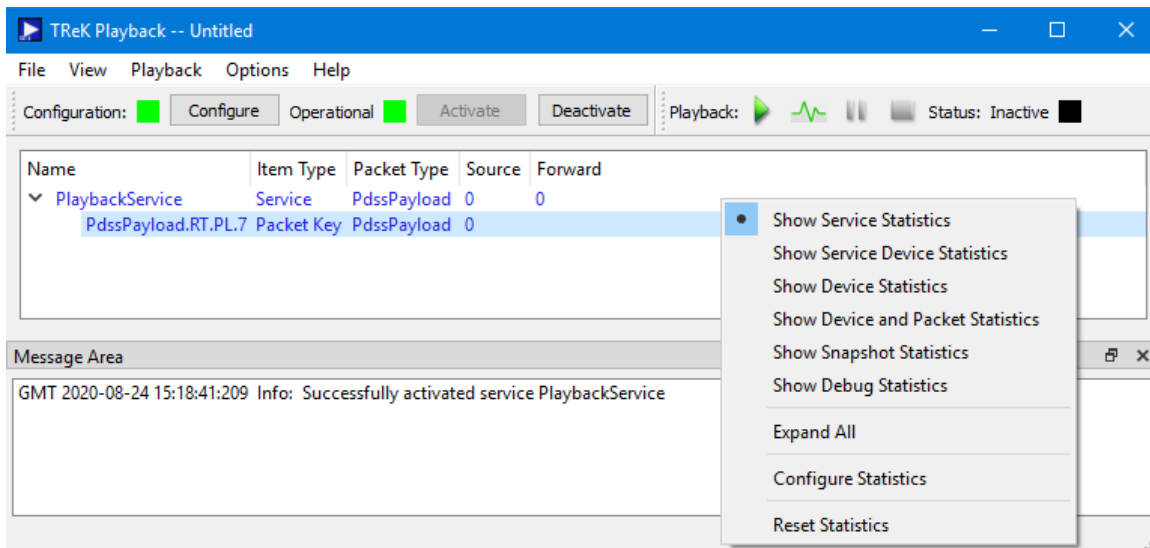 TReK Playback -- Untitled
File View Playback Options Help
Configuration: Configure Operational Activate Deactivate Playback: Status: Inactive
Name Item Type Packet Type Source Forward
PlaybackService Service PdssPayload 0 0
PdssPayload.RT.PL.7 Packet Key PdssPayload 0
Show Service Statistics
Show Service Device Statistics
Show Device Statistics
Show Device and Packet Statistics
Show Snapshot Statistics
Show Debug Statistics
Expand All
Configure Statistics
Reset Statistics
Message Area
GMT 2020-08-24 15:18:41:209 Info: Successfully activated service PlaybackService